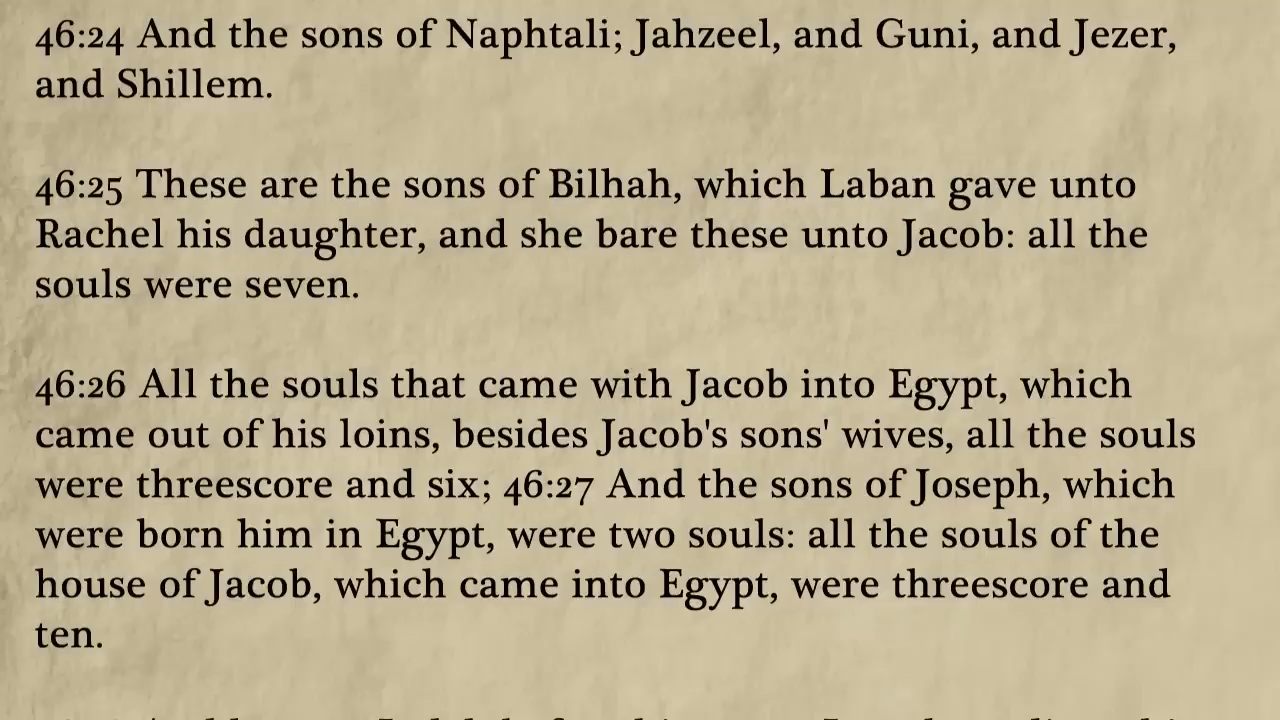 46:24 And the sons of Naphtali; Jahzeel, and Guni, and Jezer,
and Shillem.
46:25 These are the sons of Bilhah, which Laban gave unto
Rachel his daughter, and she bare these unto Jacob: all the
souls were seven.
46:26 All the souls that came with Jacob into Egypt, which
came out of his loins, besides Jacob's sons' wives, all the souls
were threescore and six; 46:27 And the sons of Joseph, which
were born him in Egypt, were two souls: all the souls of the
house of Jacob, which came into Egypt, were threescore and
ten.